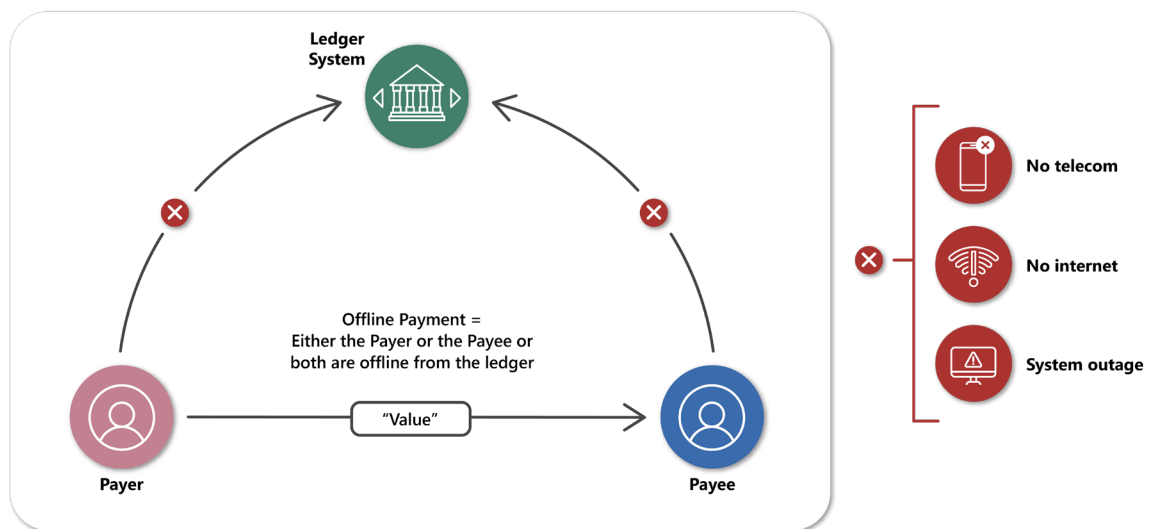 Ledger
System
No telecom
No internet
Offline Payment =
Either the Payer or the Payee or
both are offline from the ledger
System outage
“Value”
Payer
Payee